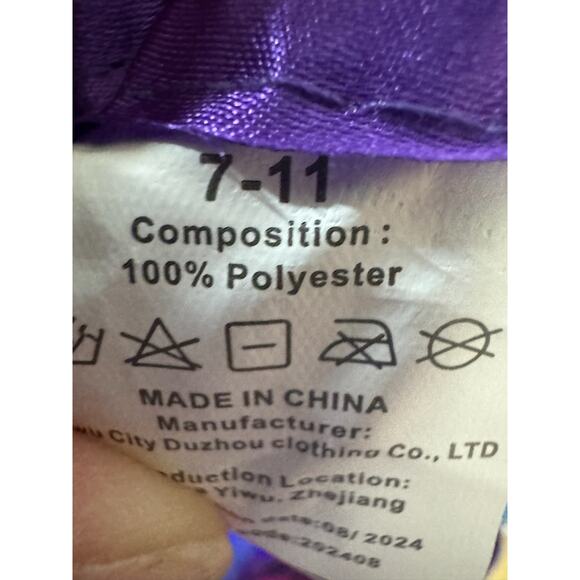 7-11
Composition :
100% Polyester
MADE IN CHINA
Manufacturer:
City Duzhou clothing Co., LTD
Location:
Yiwu, Zhejiang
08/ 2024
202408